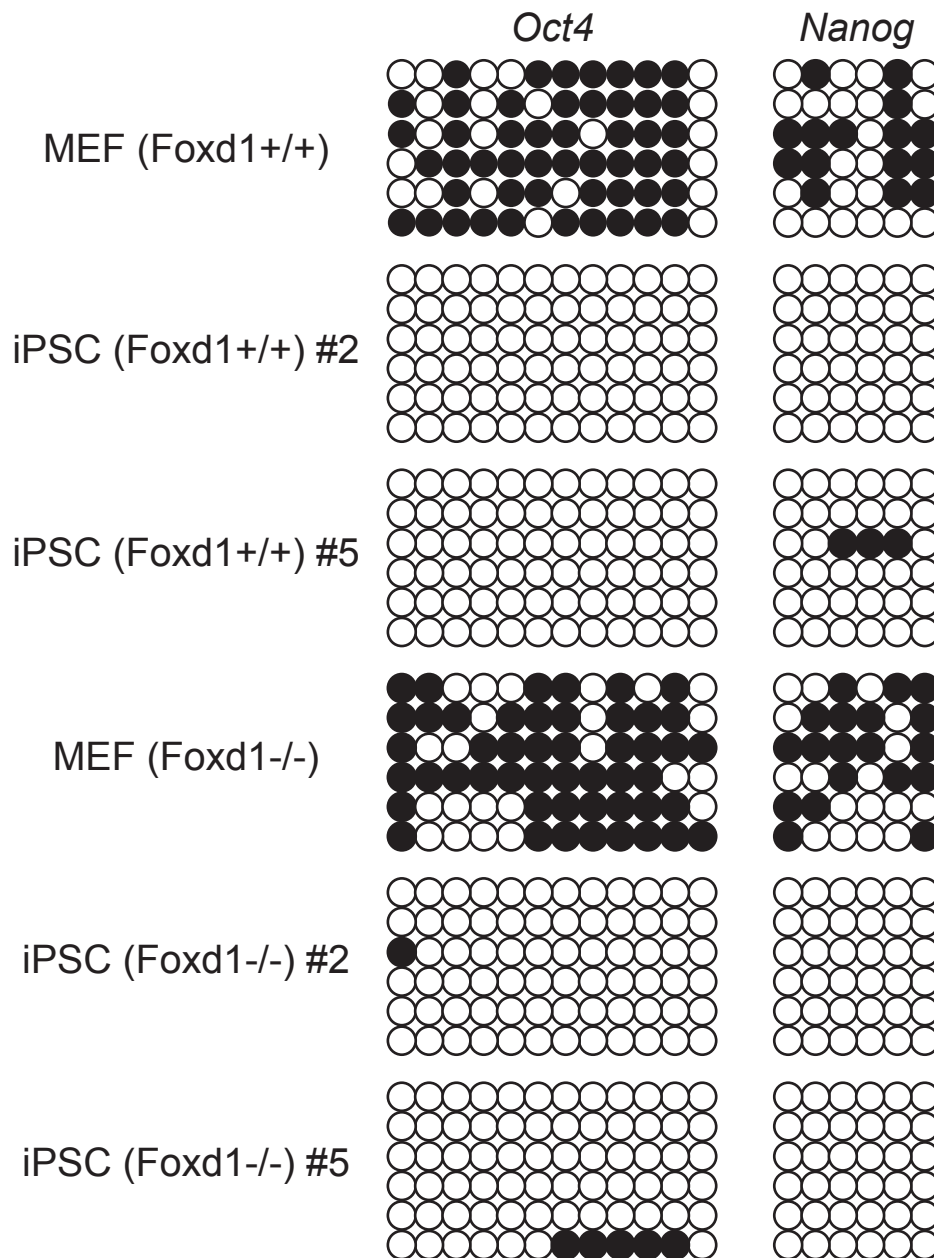 Oct4 Nanog
MEF (Foxd1+/+)
iPSC (Foxd1+/+) #2
iPSC (Foxd1+/+) #5
MEF (Foxd1-/-)
iPSC (Foxd1-/-) #2
iPSC (Foxd1-/-) #5